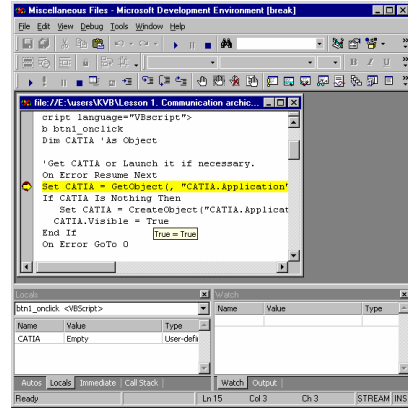 Miscellaneous Files - Microsoft Development Environment [break]
File Edit View Debug Tools Window Help
B I U
file://E:\users\KVB\Lesson 1. Communication archic...
cript language="VBscript">
b btn1_onclick
Dim CATIA 'As Object
'Get CATIA or Launch it if necessary.
On Error Resume Next
Set CATIA = GetObject(, "CATIA.Application"
If CATIA Is Nothing Then
Set CATIA = CreateObject("CATIA.Applicat
CATIA.Visible = True
End If
True = True
On Error GoTo 0
Locals
Watch
btn1_onclick <VBScript>
Name Value Type
Name Value Type
CATIA Empty User-defin
Autos Locals Immediate Call Stack
Watch Output
Ready Ln 15 Col 3 Ch 3 STREAM INS